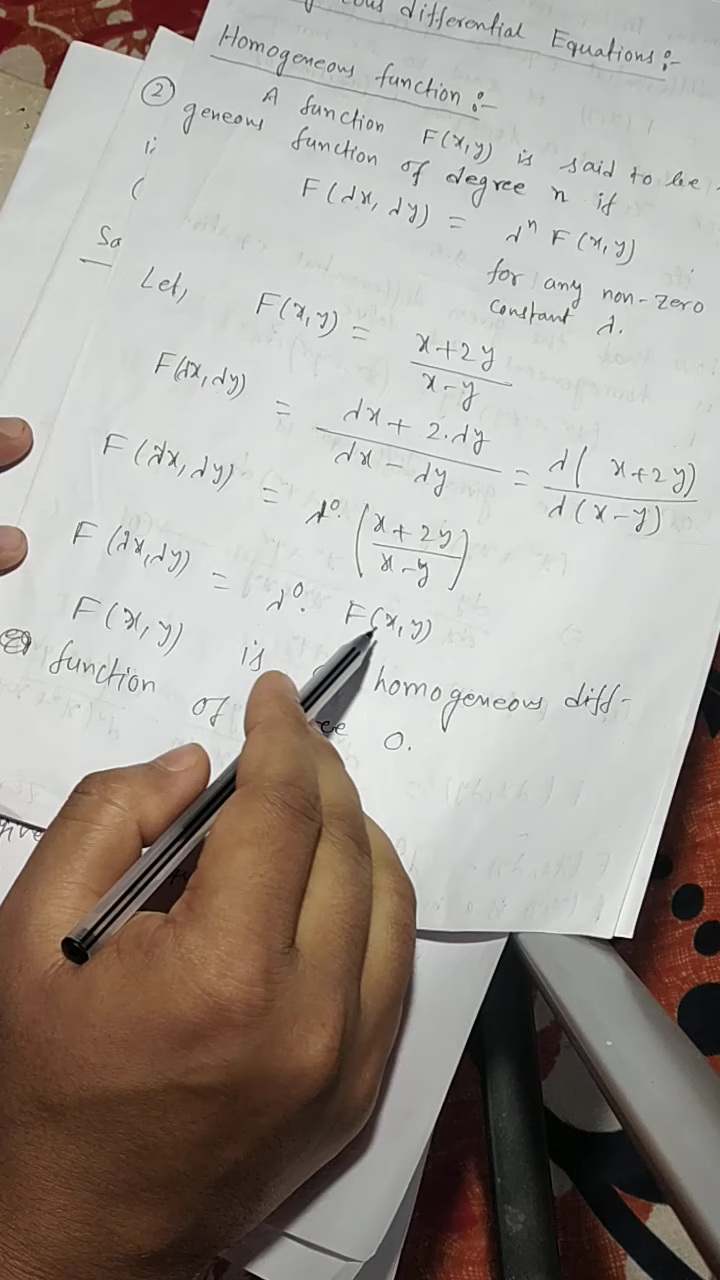 differential Equations :-
Homogeneous function :-
② A function F(x,y) is said to be
geneous function of degree n if
F(λx, λy) = λⁿ F(x,y)
for any non-zero
constant λ.
Let, F(x,y) = x+2y / x-y
F(λx, λy) = λx + 2.λy / λx - λy = λ( x+2y) / λ(x-y)
F(λx, λy) = λ⁰. (x+2y / x-y)
F(λx,λy) = λ⁰. F(x,y)
F(x,y) is homogeneous diff-
function of ee 0.